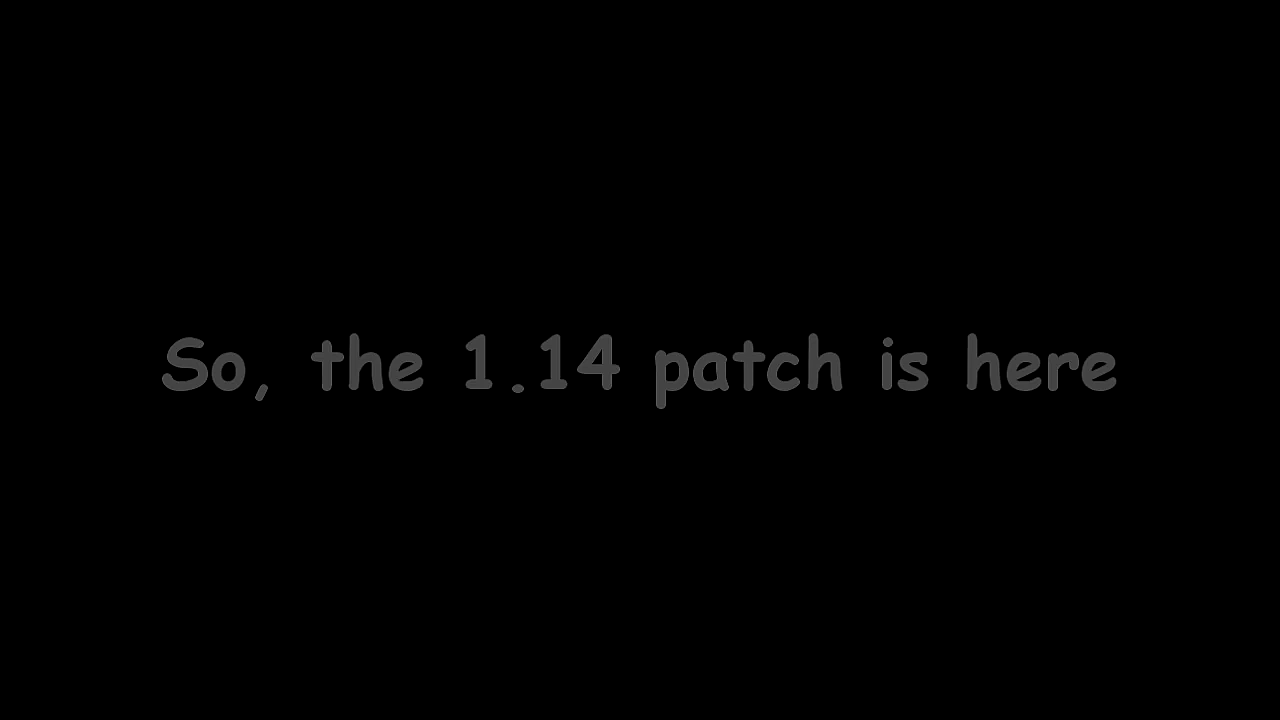 So, the 1.14 patch is here